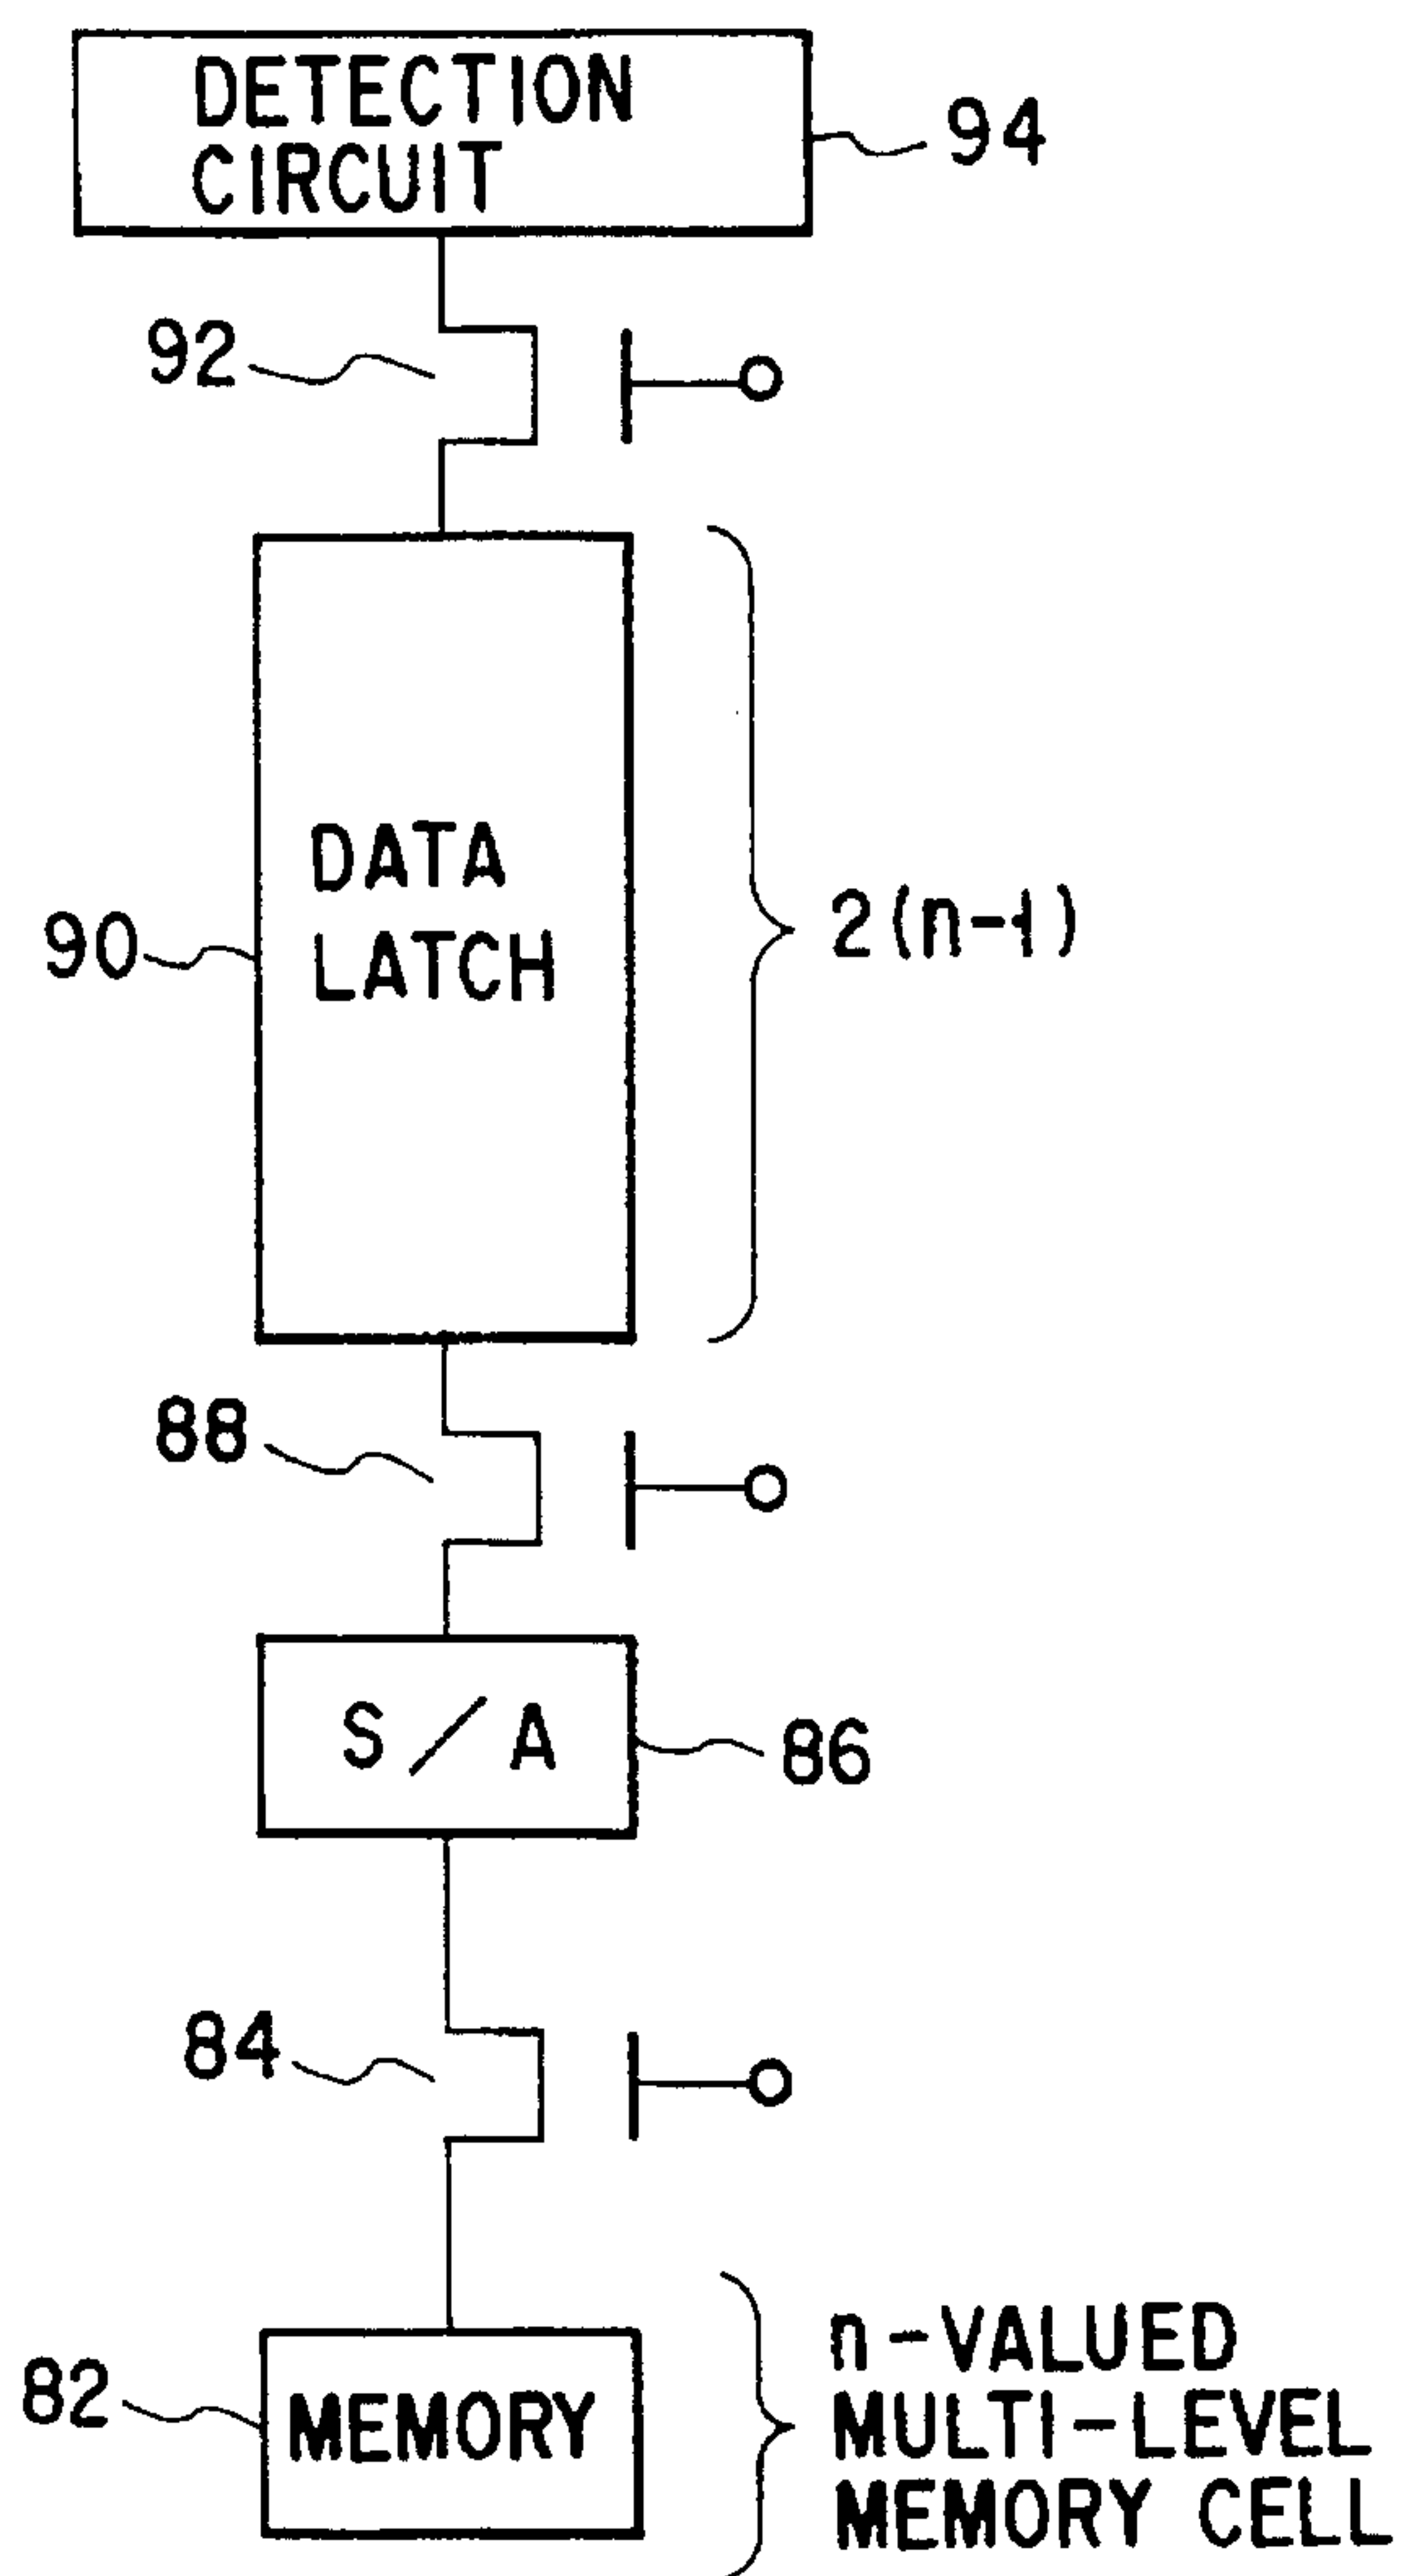 DETECTION
CIRCUIT
94
92
DATA
LATCH
90
2(n-1)
88
S/A
86
84
82
MEMORY
n-VALUED
MULTI-LEVEL
MEMORY CELL